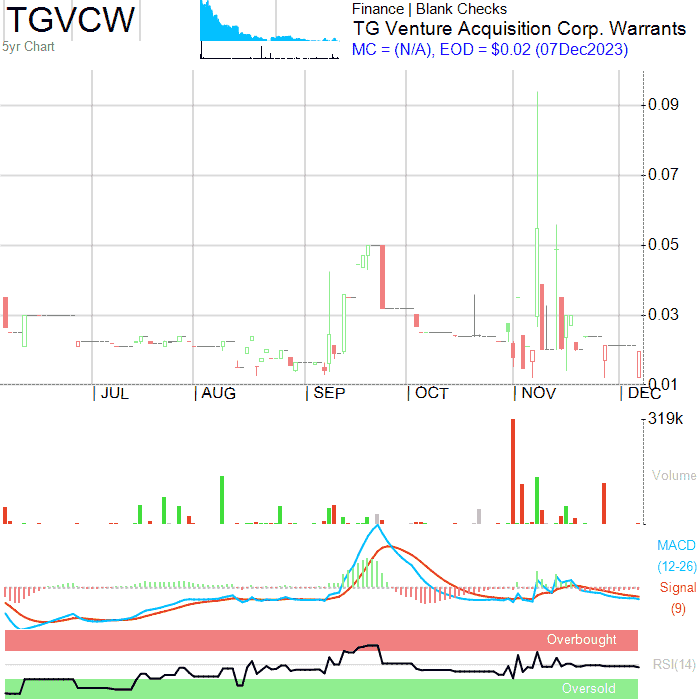 TGVCW
5yr Chart
Finance | Blank Checks
TG Venture Acquisition Corp. Warrants
MC = (N/A), EOD = $0.02 (07Dec2023)
0.09
0.07
0.05
0.03
0.01
JUL AUG SEP OCT NOV DEC
319k
Volume
MACD
(12-26)
Signal
(9)
Overbought
RSI(14)
Oversold